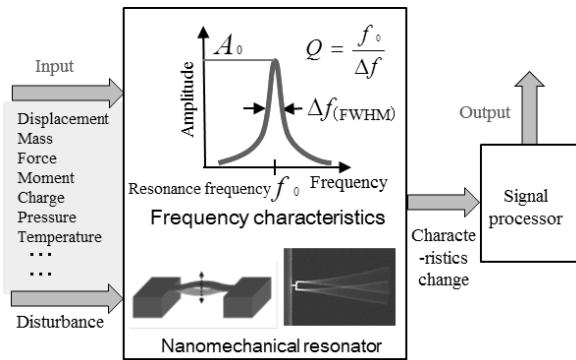 Input
Displacement
Mass
Force
Moment
Charge
Pressure
Temperature
...
...
Disturbance
A₀
Q = f₀ / Δf
Amplitude
Δf(FWHM)
Resonance frequency f₀ Frequency
Frequency characteristics
Nanomechanical resonator
Characte
-ristics
change
Output
Signal
processor